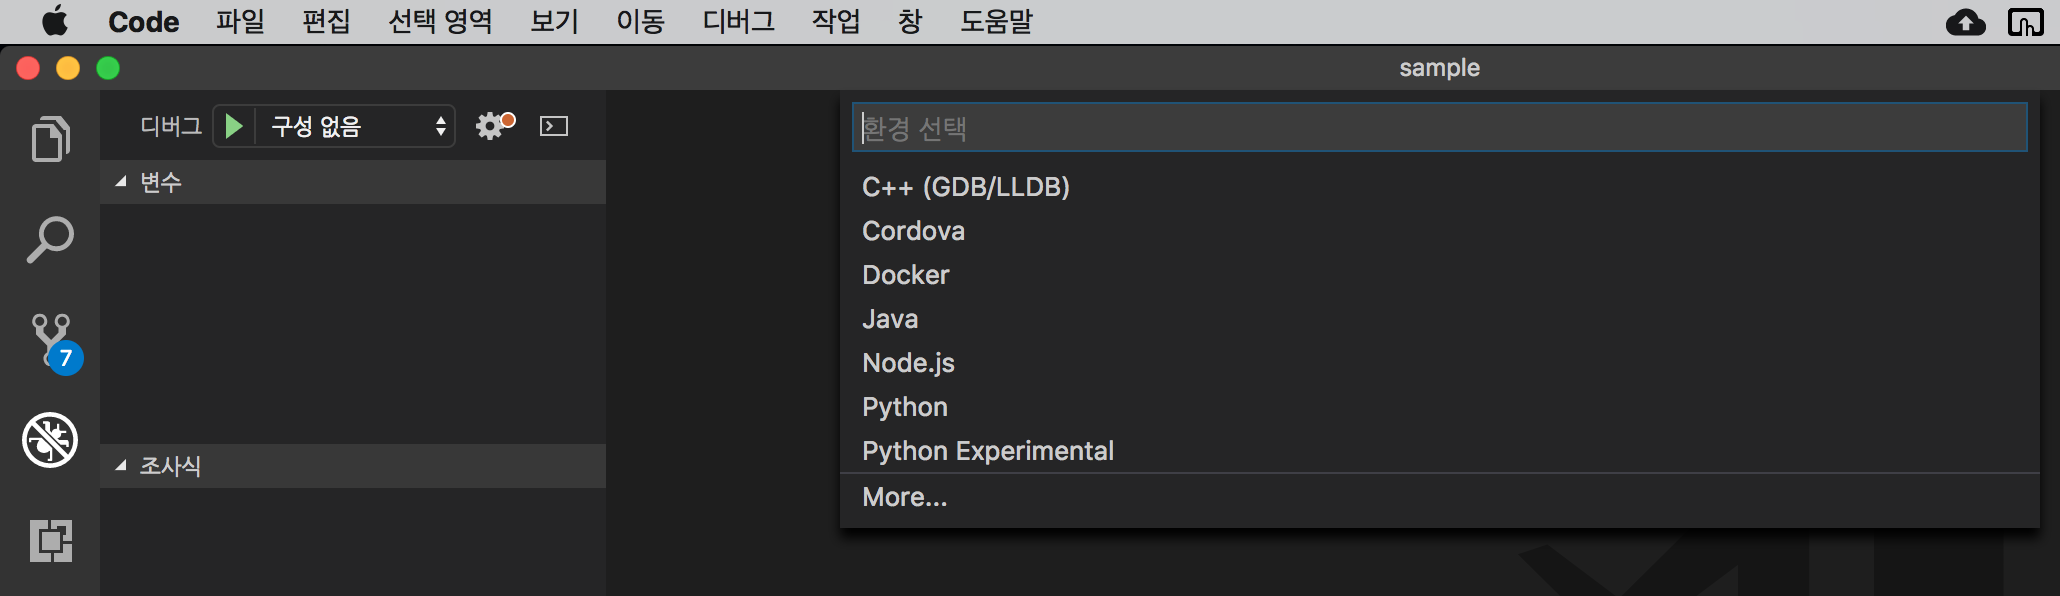 Code 파일 편집 선택 영역 보기 이동 디버그 작업 창 도움말
sample
디버그 구성 없음
변수
7
조사식
환경 선택
C++ (GDB/LLDB)
Cordova
Docker
Java
Node.js
Python
Python Experimental
More...